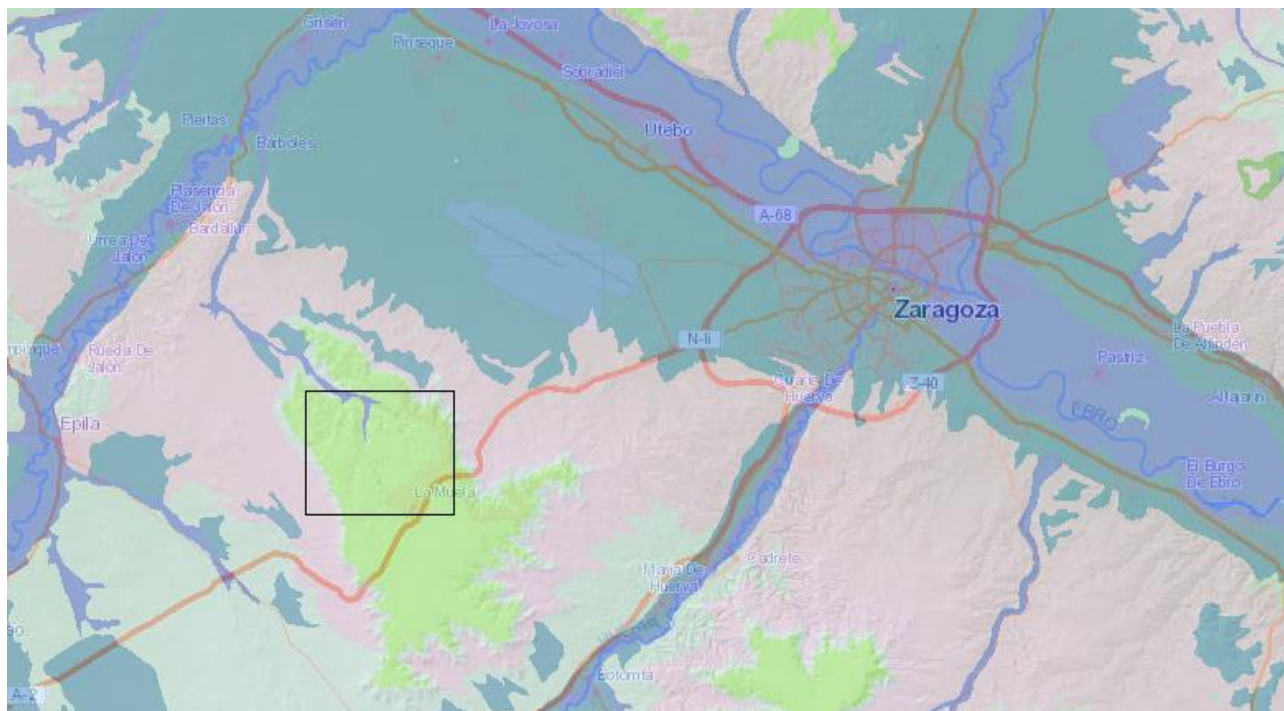 Grisén
La Joyosa
Pinseque
Sobradiel
Utebo
Pleitas
Bárboles
Plasencia
De Jalón
Bardallur
Urrea De
Jalón
A-68
Zaragoza
La Puebla
De Alfindén
N-II
Pastriz
Rueda De
Jalón
Z-40
Cuarte De
Huerva
Alfajarín
EBRO
Epila
La Muela
El Burgo
De Ebro
Cadrete
María De
Huerva
Botorrita
A-2